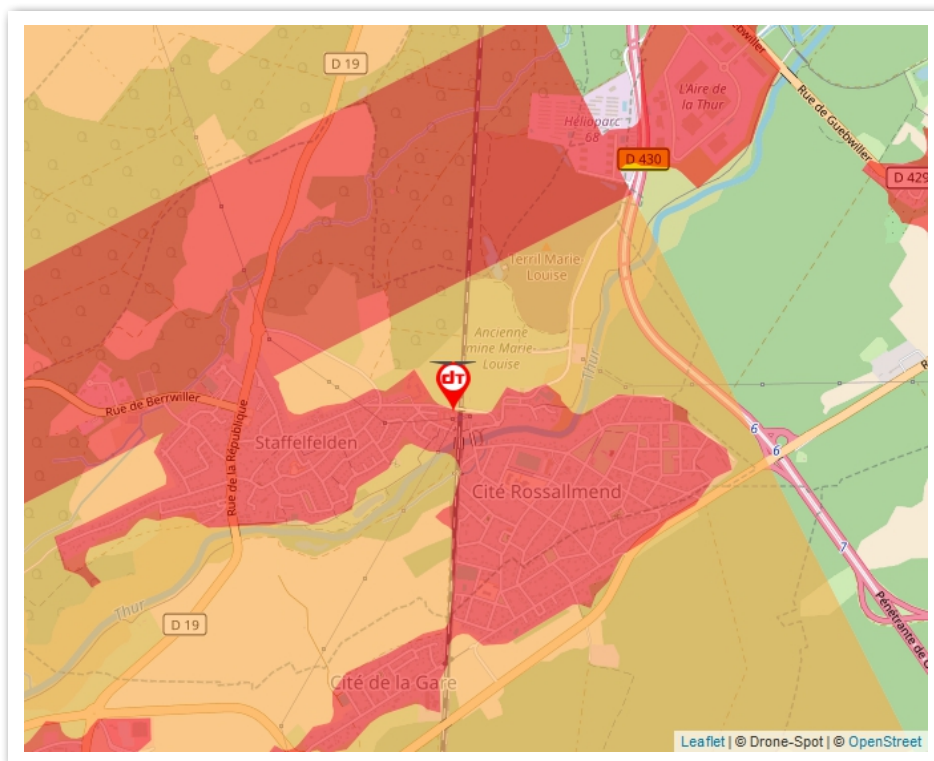 D 19
L'Aire de
la Thur
Rue de Guebwiller
Hélioparc
68
D 430
D 429
Terril Marie-
Louise
Ancienne
mine Marie-
Louise
Thur
dT
Rue de Berrwiller
Rue de la République
Staffelfelden
6
6
Cité Rossallmend
7
Thur
D 19
Pénétrante de
Cité de la Gare
Leaflet | © Drone-Spot | © OpenStreet